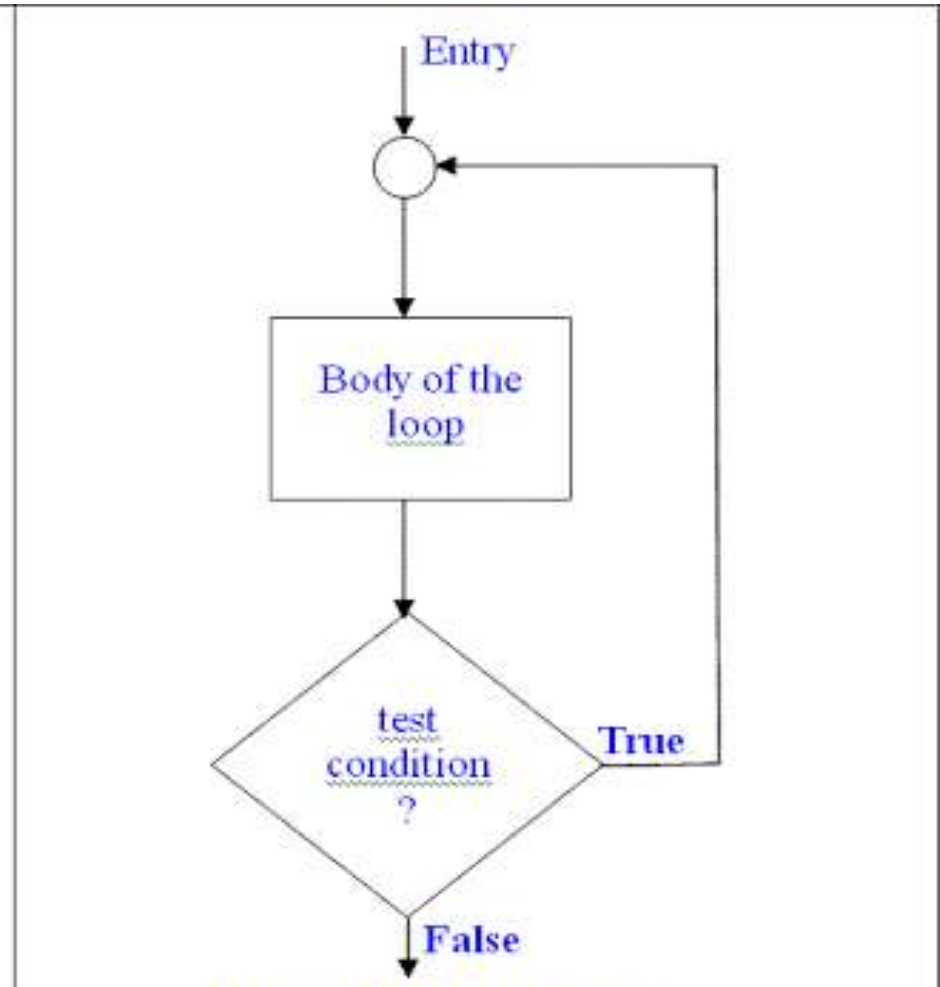 Entry
Body of the
loop
test
condition
?
True
False